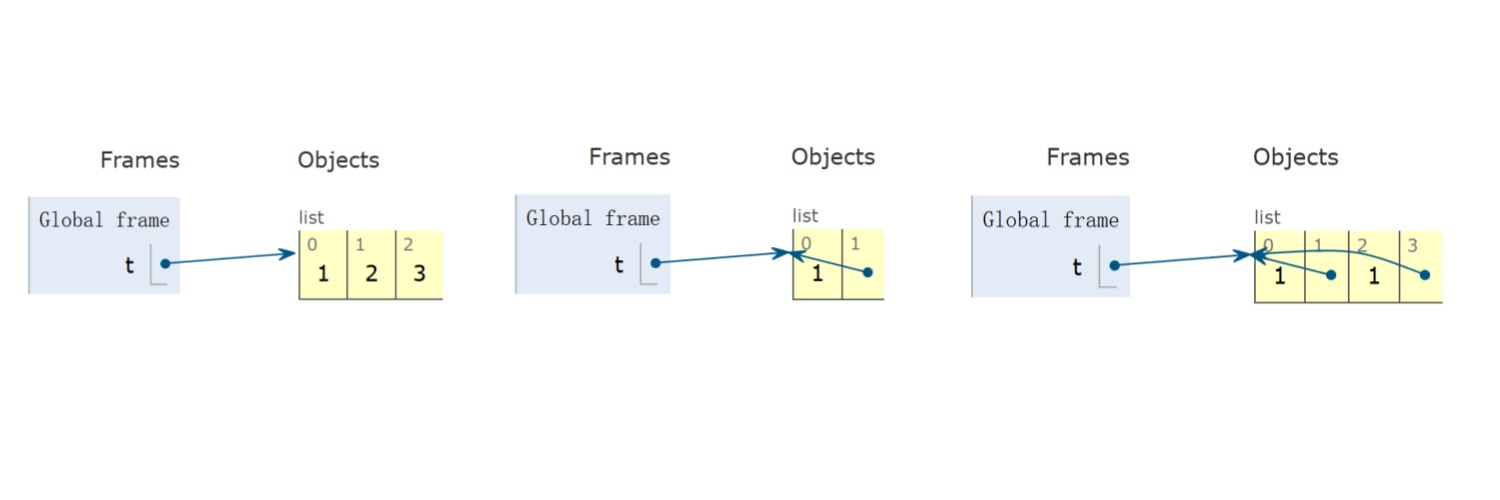 Frames Objects
Global frame
t
list
0 1 2
1 2 3
Frames Objects
Global frame
t
list
0 1
1
Frames Objects
Global frame
t
list
0 1 2 3
1 1